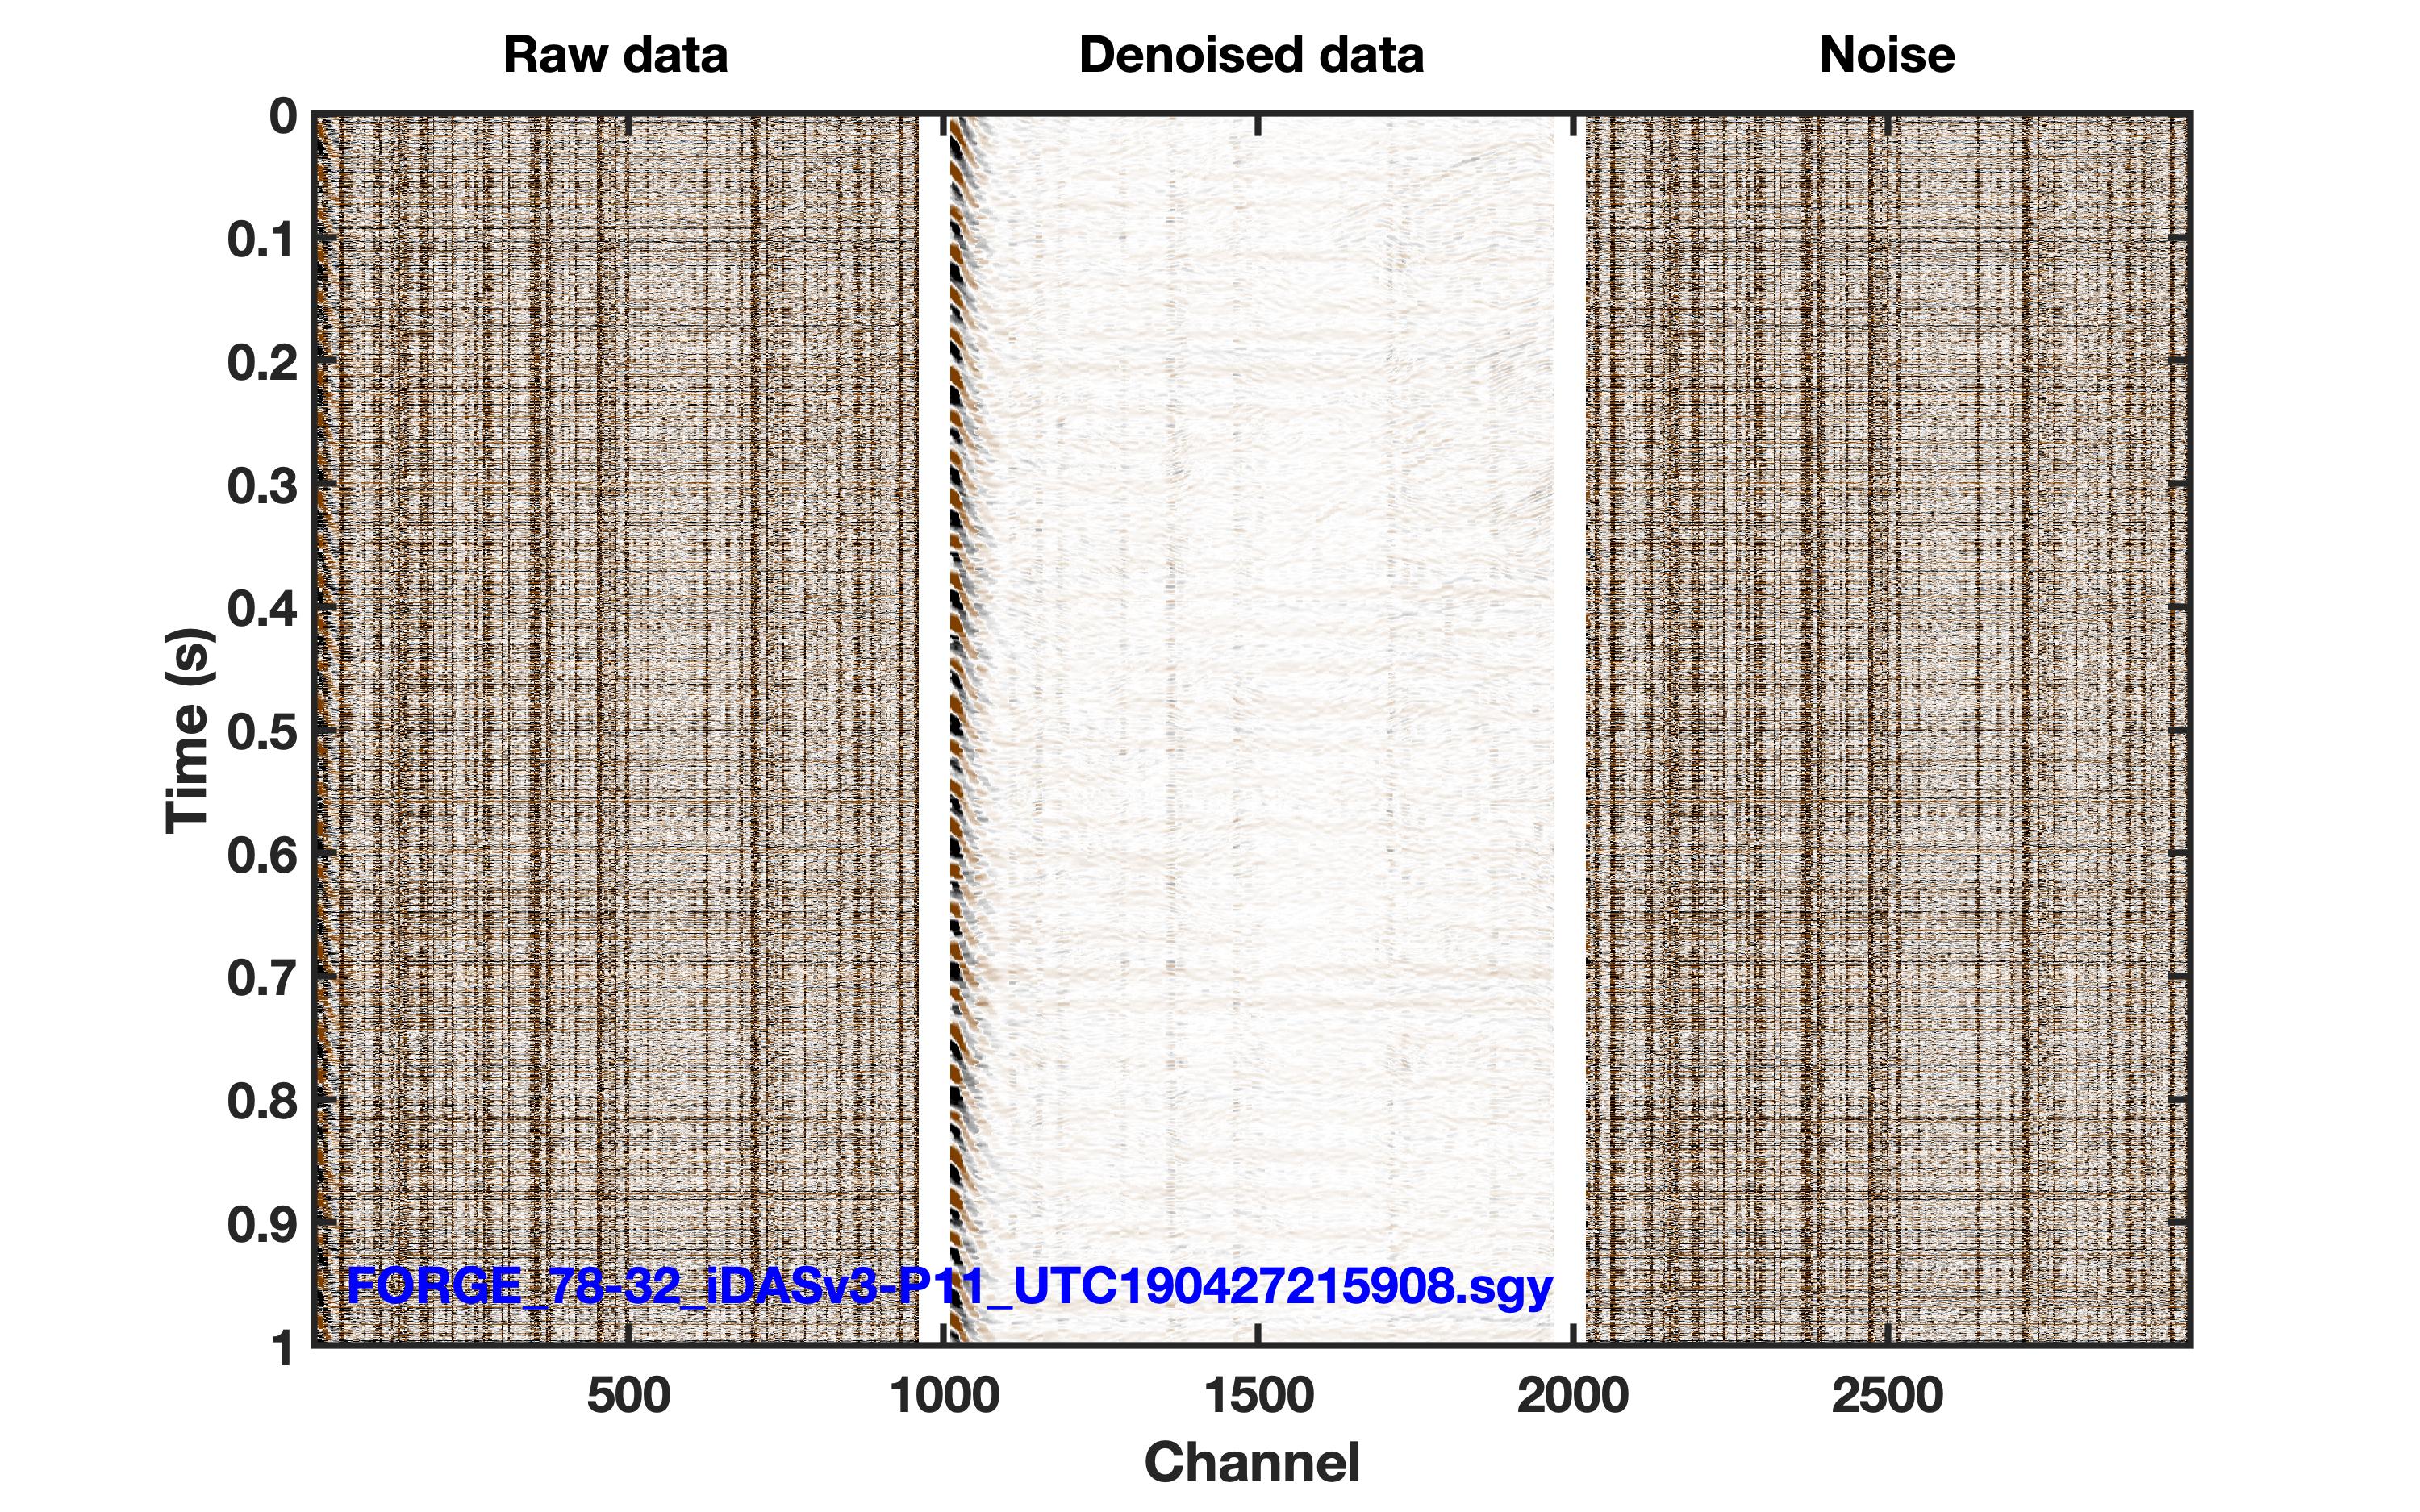 Raw data Denoised data Noise
0
0.1
0.2
0.3
0.4
0.5
0.6
0.7
0.8
0.9
1
Time (s)
FORGE_78-32_iDASv3-P11_UTC190427215908.sgy
500 1000 1500 2000 2500
Channel